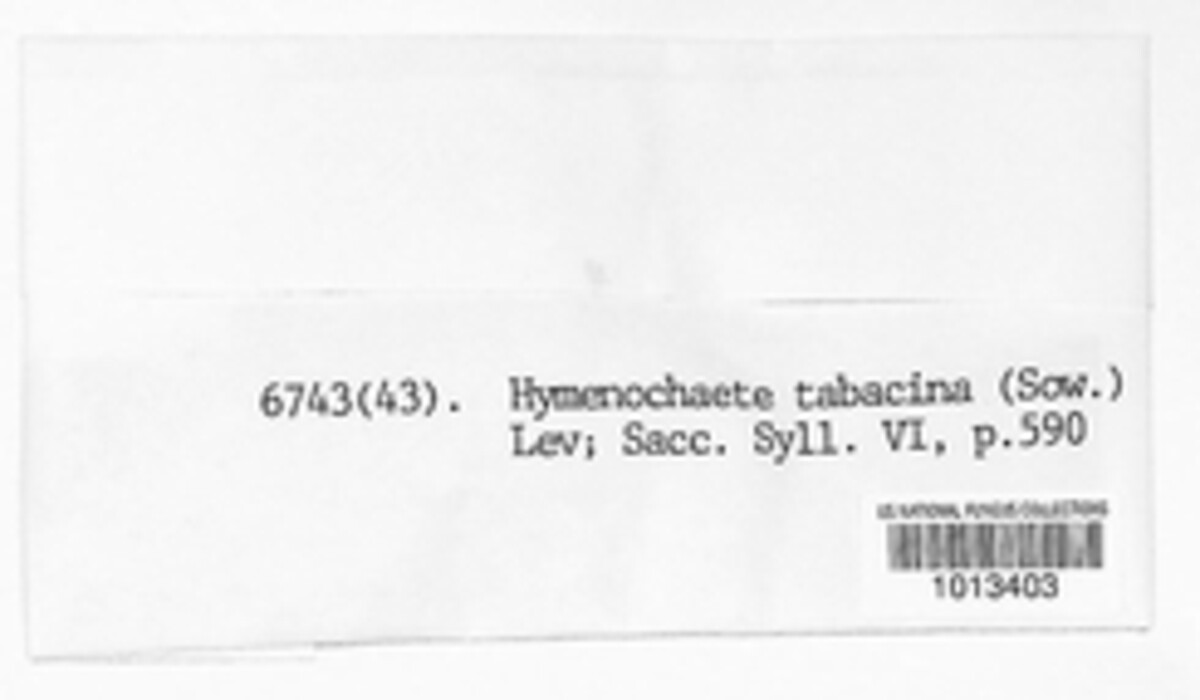 6743(43). Hymenochaete tabacina (Sow.)
Lev; Sacc. Syll. VI, p.590
US NATIONAL FUNGUS COLLECTIONS
1013403